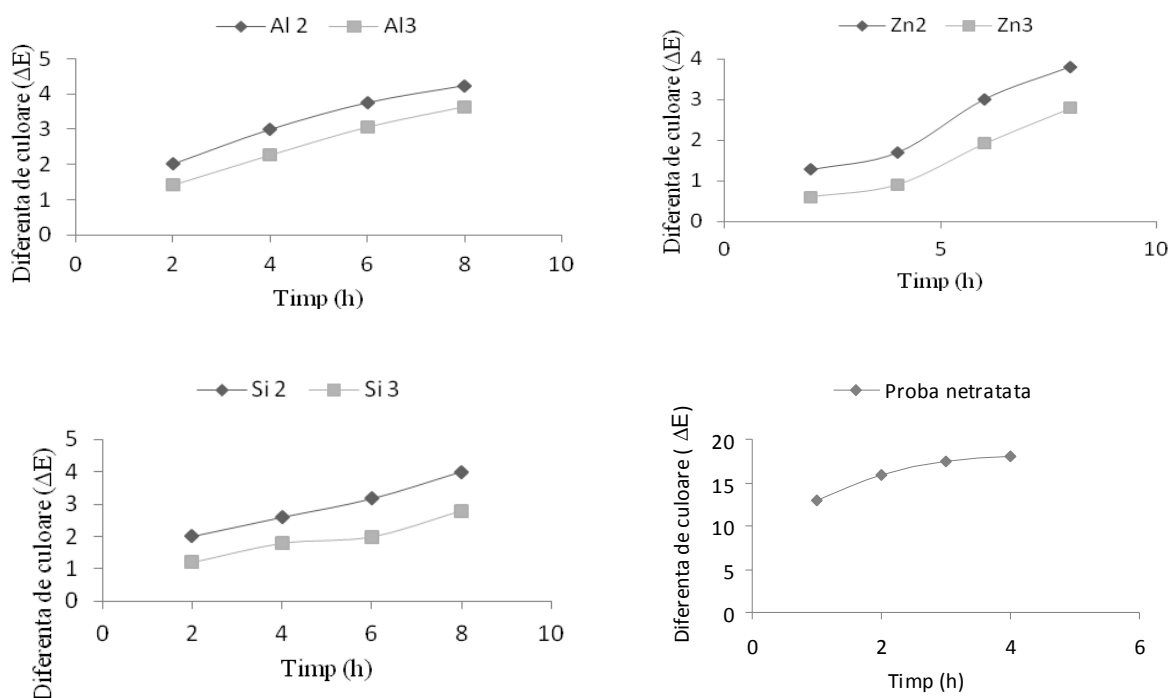 Al 2 Al3
Diferenta de culoare (ΔE)
5
4
3
2
1
0
0 2 4 6 8 10
Timp (h)
Zn2 Zn3
Diferenta de culoare (ΔE)
4
3
2
1
0
0 5 10
Timp (h)
Si 2 Si 3
Diferenta de culoare (ΔE)
5
4
3
2
1
0
0 2 4 6 8 10
Timp (h)
Proba netratata
Diferenta de culoare ( ΔE)
20
15
10
5
0
0 2 4 6
Timp (h)